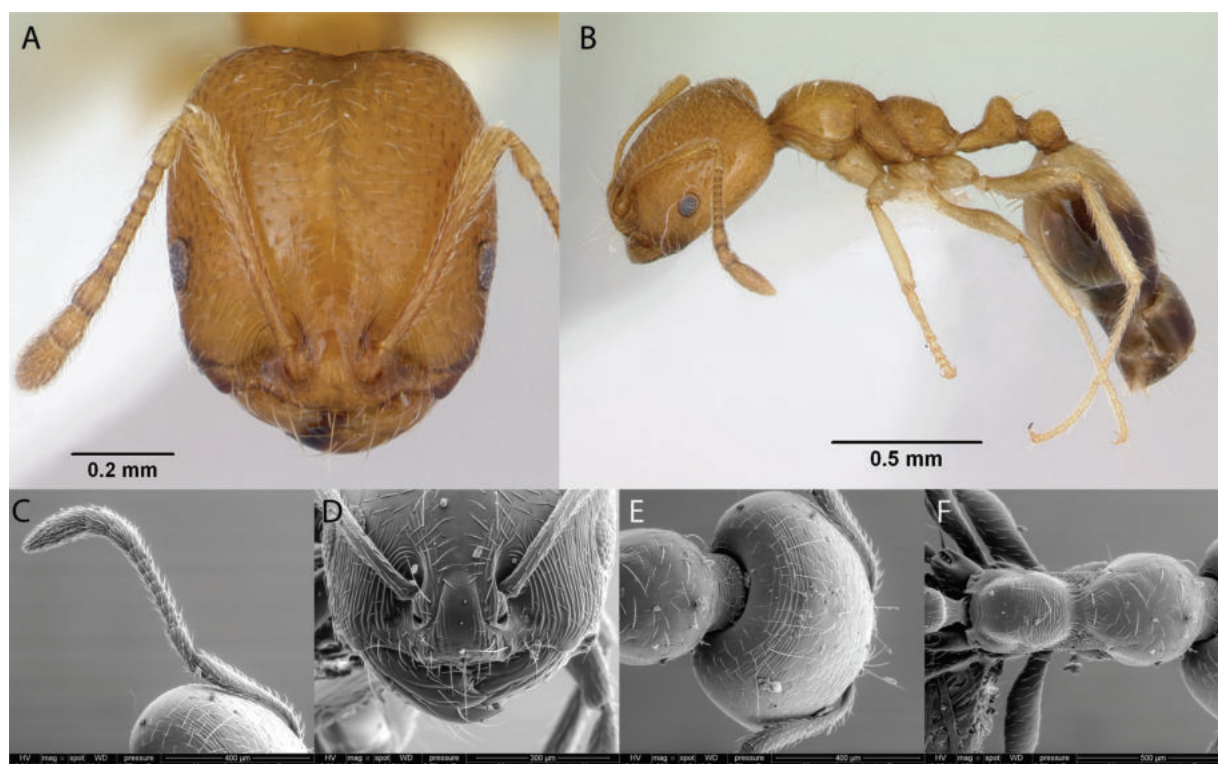 A
B
0.2 mm
0.5 mm
C
D
E
F
HV mag spot WD pressure 400 µm
HV mag spot WD pressure 300 µm
HV mag spot WD pressure 400 µm
HV mag spot WD pressure 500 µm